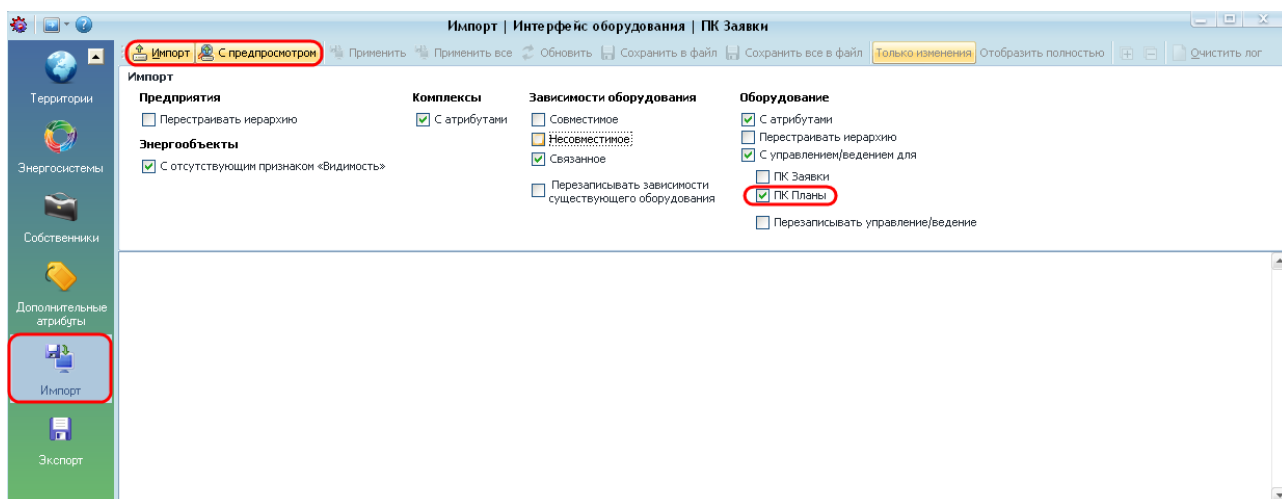 Импорт | Интерфейс оборудования | ПК Заявки
Импорт С предпросмотром Применить Применить все Обновить Сохранить в файл Сохранить все в файл Только изменения Отобразить полностью Очистить лог
Импорт
Предприятия Комплексы Зависимости оборудования Оборудование
Перестраивать иерархию С атрибутами Совместимое С атрибутами
Энергообъекты Несовместимое Перестраивать иерархию
С отсутствующим признаком «Видимость» Связанное С управлением/ведением для
ПК Заявки
Перезаписывать зависимости
существующего оборудования
ПК Планы
Перезаписывать управление/ведение
Территории
Энергосистемы
Собственники
Дополнительные
атрибуты
Импорт
Экспорт